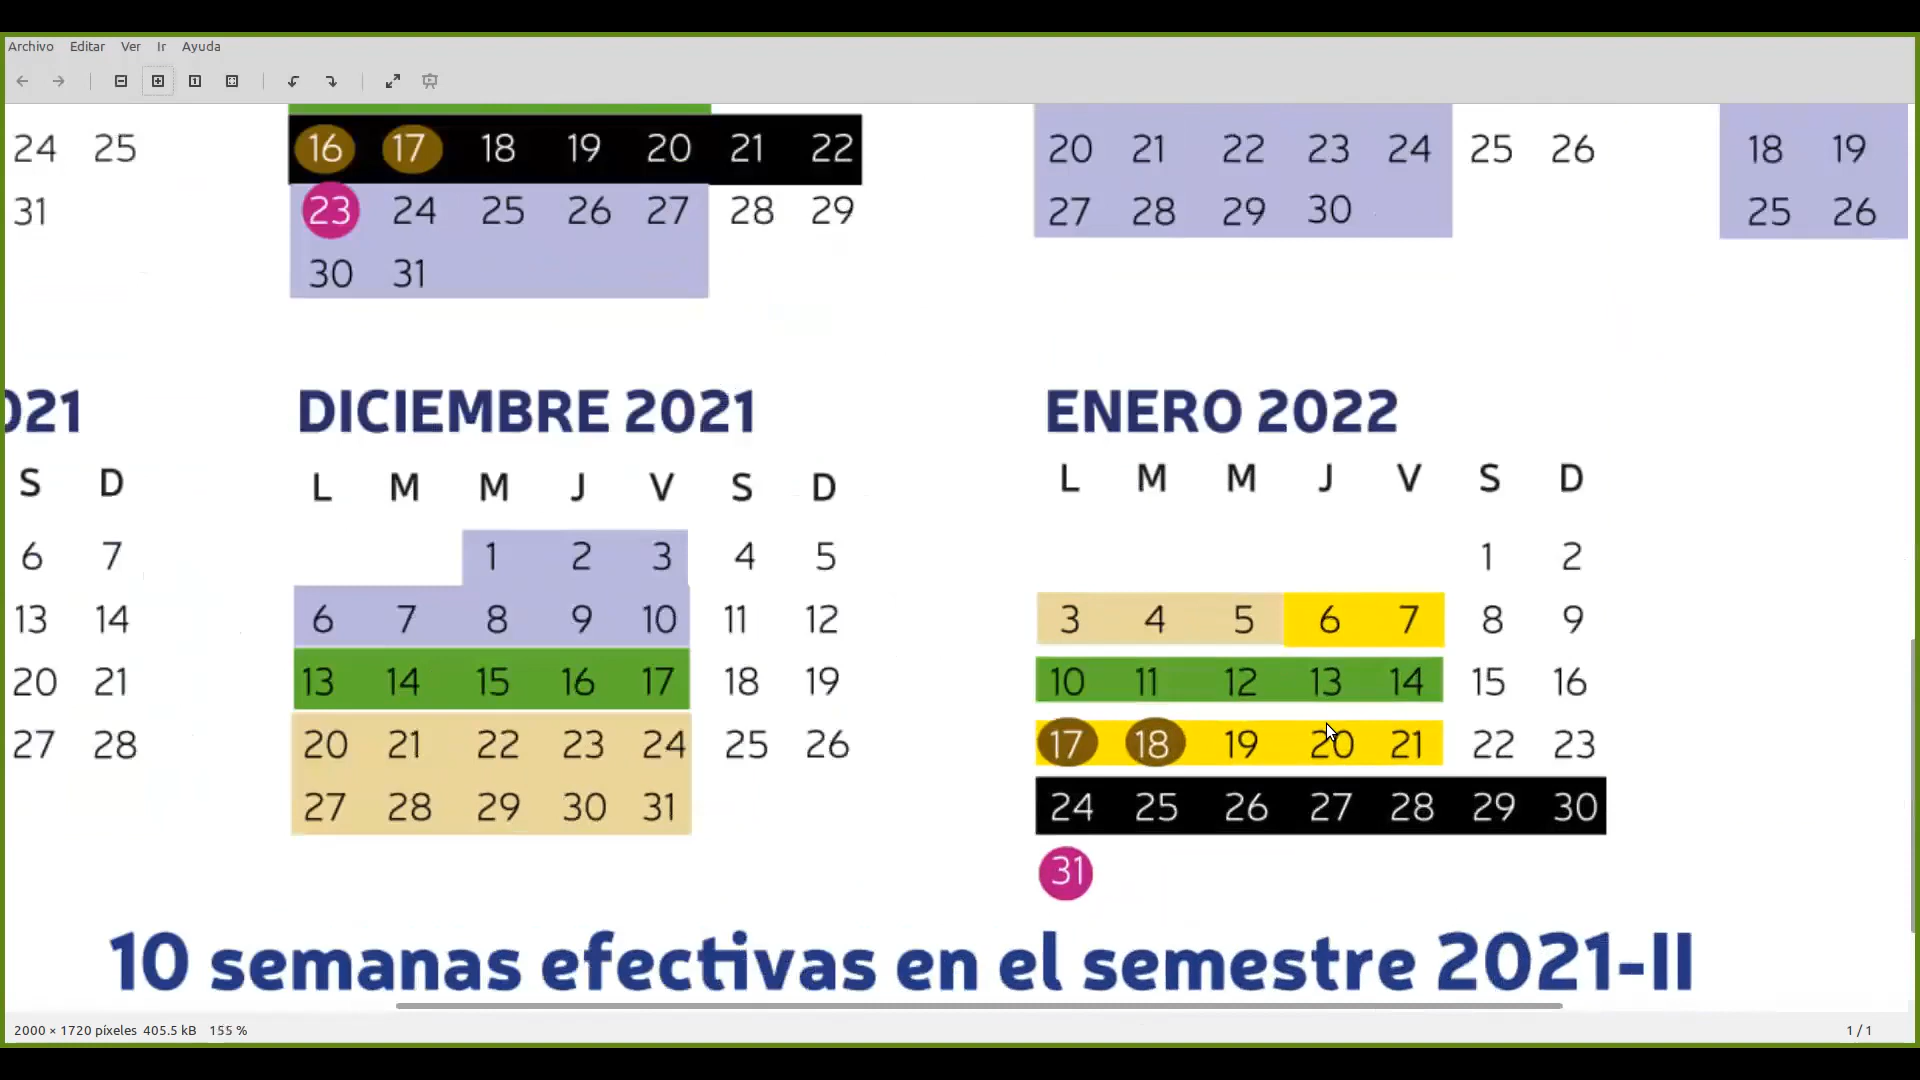 Archivo Editar Ver Ir Ayuda
24 25 16 17 18 19 20 21 22 20 21 22 23 24 25 26 18 19
31 23 24 25 26 27 28 29 27 28 29 30 25 26
30 31
021 DICIEMBRE 2021 ENERO 2022
S D L M M J V S D L M M J V S D
6 7 1 2 3 4 5 1 2
13 14 6 7 8 9 10 11 12 3 4 5 6 7 8 9
20 21 13 14 15 16 17 18 19 10 11 12 13 14 15 16
27 28 20 21 22 23 24 25 26 17 18 19 20 21 22 23
27 28 29 30 31 24 25 26 27 28 29 30
31
10 semanas efectivas en el semestre 2021-II
2000 × 1720 píxeles 405.5 kB 155 % 1 / 1